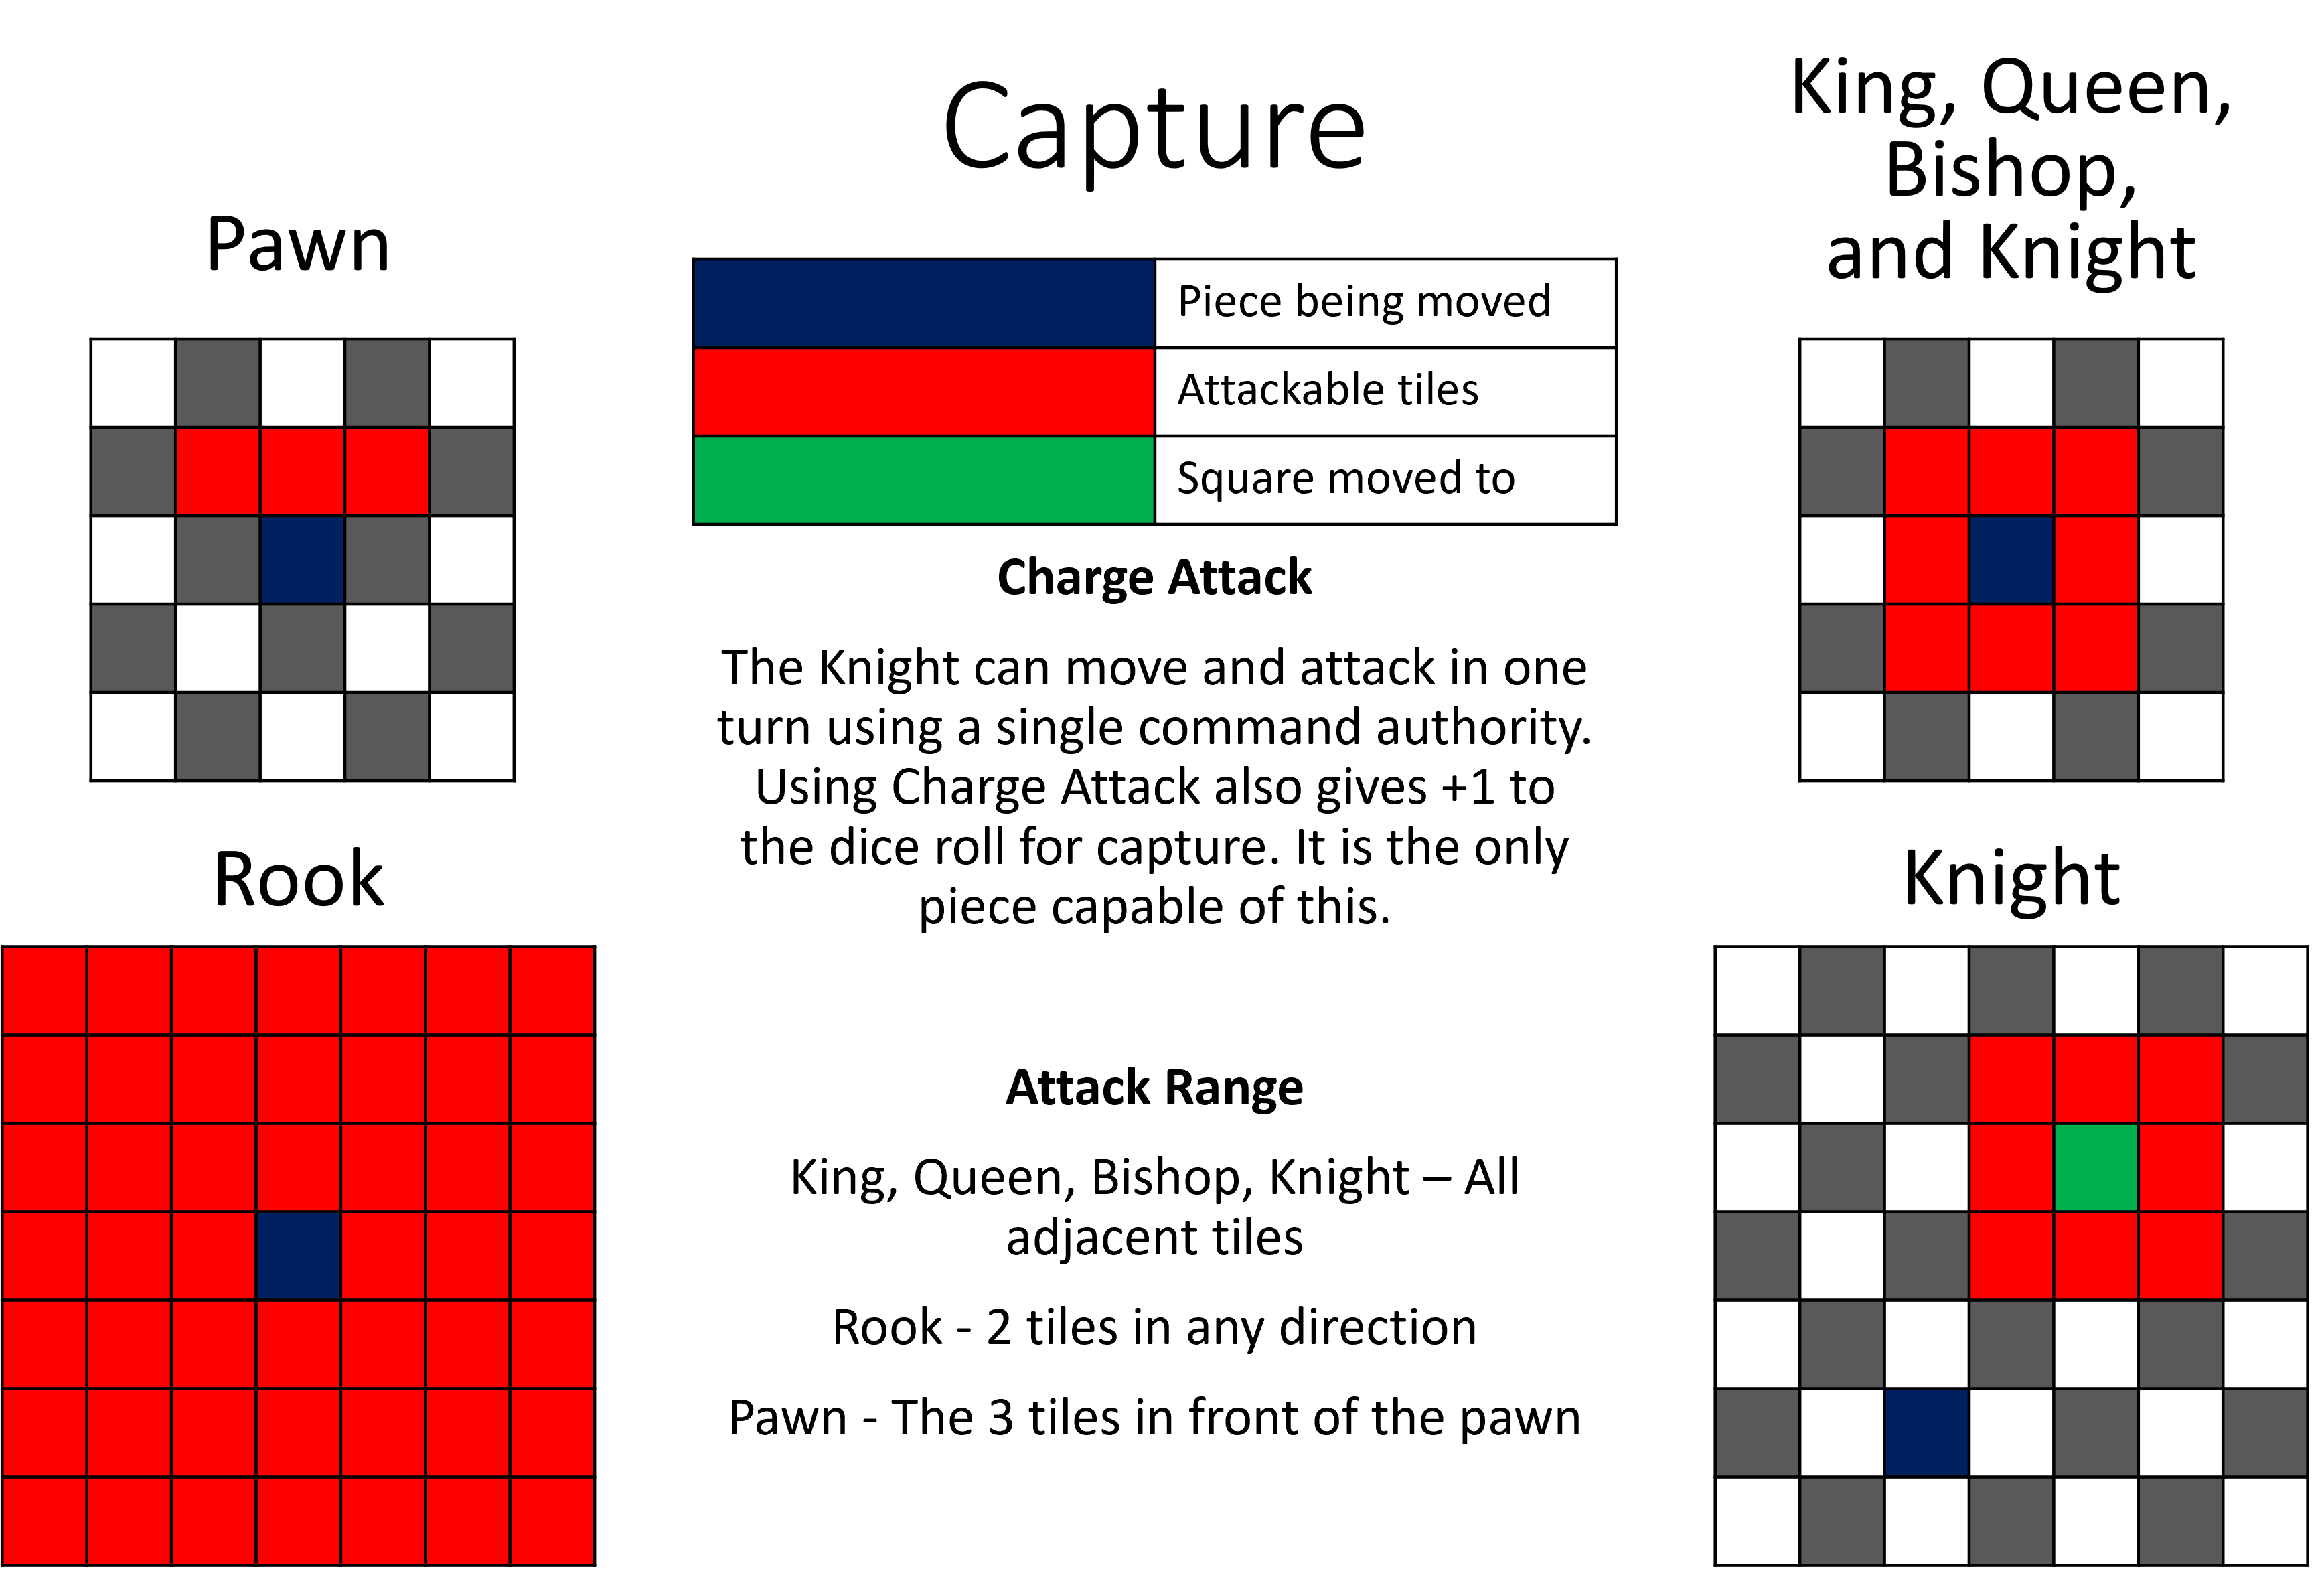 Capture
Pawn
King, Queen,
Bishop,
and Knight
Piece being moved
Attackable tiles
Square moved to
Charge Attack
The Knight can move and attack in one
turn using a single command authority.
Using Charge Attack also gives +1 to
the dice roll for capture. It is the only
piece capable of this.
Rook
Knight
Attack Range
King, Queen, Bishop, Knight – All
adjacent tiles
Rook - 2 tiles in any direction
Pawn - The 3 tiles in front of the pawn